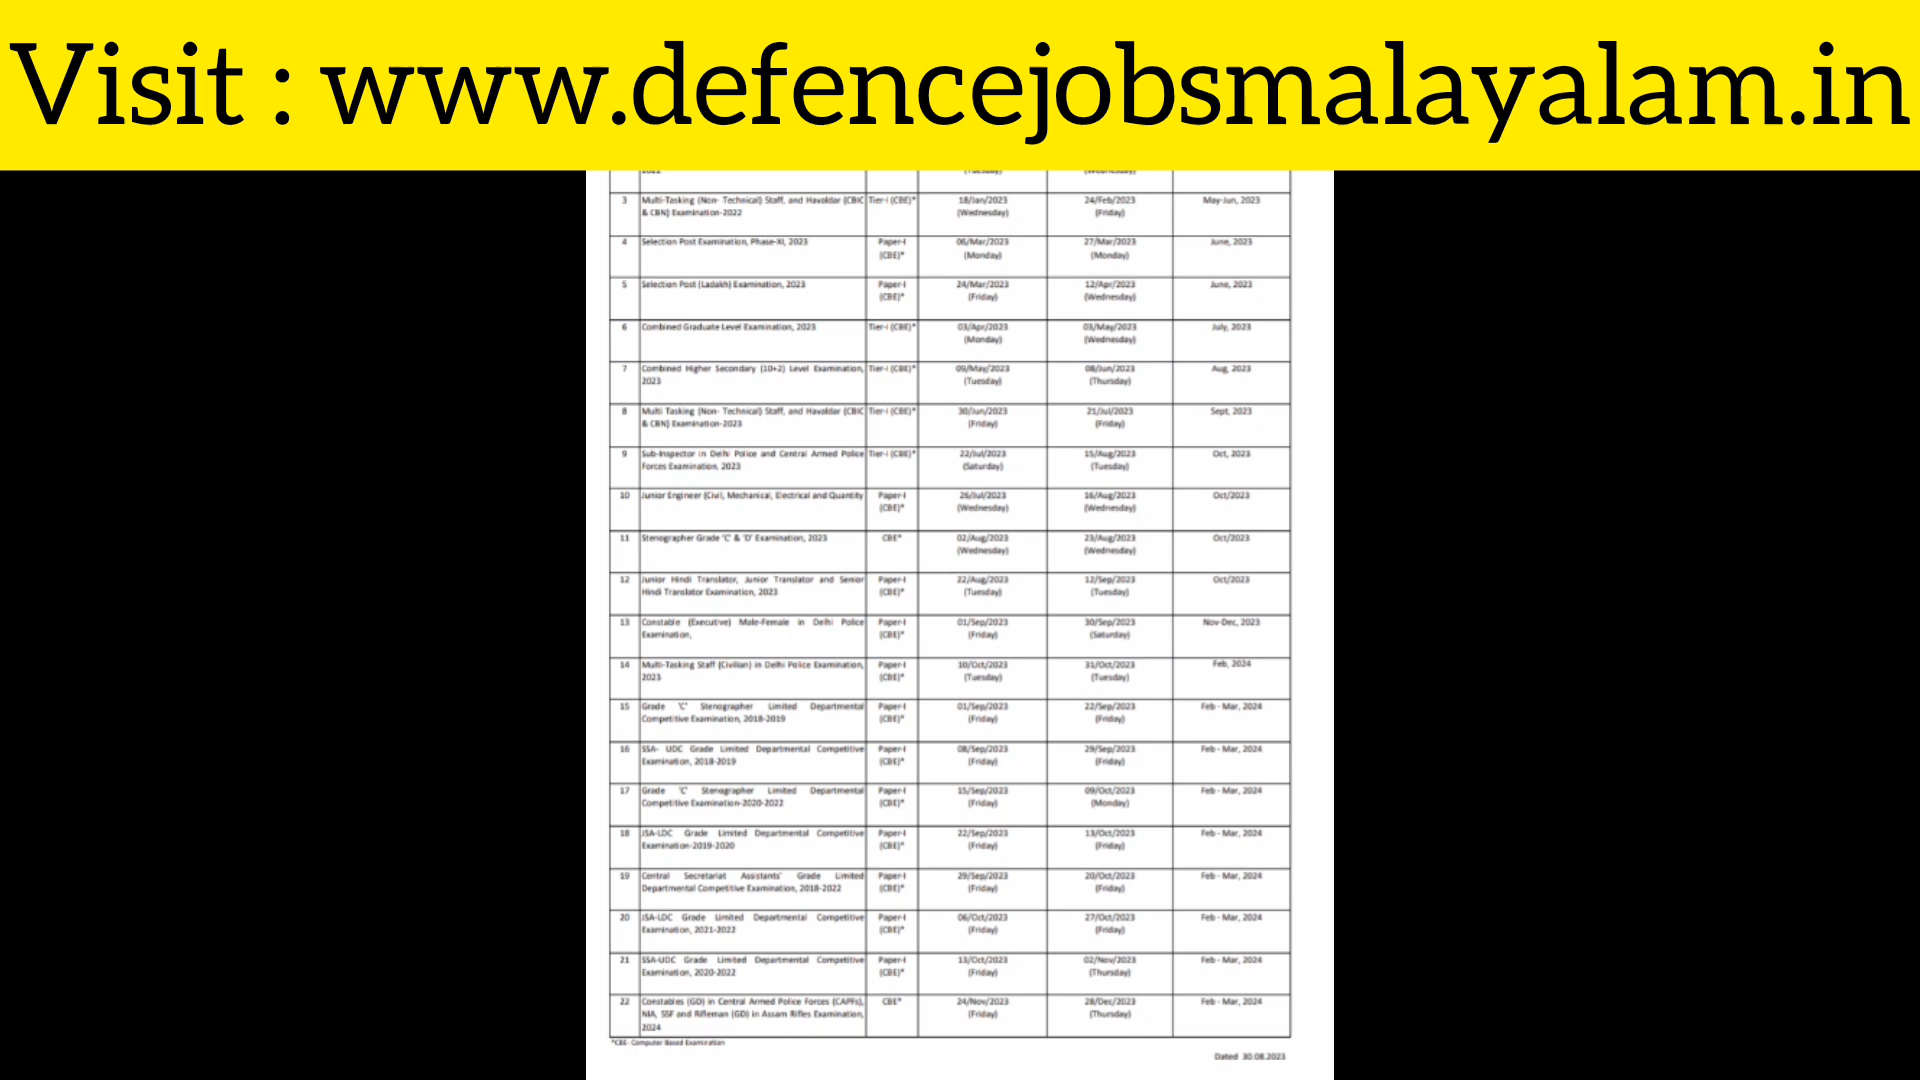 Visit : www.defencejobsmalayalam.in
2022 (Tuesday) (Wednesday)
3 Multi-Tasking (Non- Technical) Staff, and Havaldar (CBIC Tier-I (CBE)* 18/Jan/2023 24/Feb/2023 May-Jun, 2023
& CBN) Examination-2022 (Wednesday) (Friday)
4 Selection Post Examination, Phase-XI, 2023 Paper-I 06/Mar/2023 27/Mar/2023 June, 2023
(CBE)* (Monday) (Monday)
5 Selection Post (Ladakh) Examination, 2023 Paper-I 24/Mar/2023 12/Apr/2023 June, 2023
(CBE)* (Friday) (Wednesday)
6 Combined Graduate Level Examination, 2023 Tier-I (CBE)* 03/Apr/2023 03/May/2023 July, 2023
(Monday) (Wednesday)
7 Combined Higher Secondary (10+2) Level Examination, Tier-I (CBE)* 09/May/2023 08/Jun/2023 Aug, 2023
2023 (Tuesday) (Thursday)
8 Multi Tasking (Non- Technical) Staff, and Havaldar (CBIC Tier-I (CBE)* 30/Jun/2023 21/Jul/2023 Sept, 2023
& CBN) Examination-2023 (Friday) (Friday)
9 Sub-Inspector in Delhi Police and Central Armed Police Tier-I (CBE)* 22/Jul/2023 15/Aug/2023 Oct, 2023
Forces Examination, 2023 (Saturday) (Tuesday)
10 Junior Engineer (Civil, Mechanical, Electrical and Quantity Paper-I 26/Jul/2023 16/Aug/2023 Oct/2023
(CBE)* (Wednesday) (Wednesday)
11 Stenographer Grade 'C' & 'D' Examination, 2023 CBE* 02/Aug/2023 23/Aug/2023 Oct/2023
(Wednesday) (Wednesday)
12 Junior Hindi Translator, Junior Translator and Senior Paper-I 22/Aug/2023 12/Sep/2023 Oct/2023
Hindi Translator Examination, 2023 (CBE)* (Tuesday) (Tuesday)
13 Constable (Executive) Male-Female in Delhi Police Paper-I 01/Sep/2023 30/Sep/2023 Nov-Dec, 2023
Examination, (CBE)* (Friday) (Saturday)
14 Multi-Tasking Staff (Civilian) in Delhi Police Examination, Paper-I 10/Oct/2023 31/Oct/2023 Feb, 2024
2023 (CBE)* (Tuesday) (Tuesday)
15 Grade 'C' Stenographer Limited Departmental Paper-I 01/Sep/2023 22/Sep/2023 Feb - Mar, 2024
Competitive Examination, 2018-2019 (CBE)* (Friday) (Friday)
16 SSA- UDC Grade Limited Departmental Competitive Paper-I 08/Sep/2023 29/Sep/2023 Feb - Mar, 2024
Examination, 2018-2019 (CBE)* (Friday) (Friday)
17 Grade 'C' Stenographer Limited Departmental Paper-I 15/Sep/2023 09/Oct/2023 Feb - Mar, 2024
Competitive Examination-2020-2022 (CBE)* (Friday) (Monday)
18 JSA-LDC Grade Limited Departmental Competitive Paper-I 22/Sep/2023 13/Oct/2023 Feb - Mar, 2024
Examination-2019-2020 (CBE)* (Friday) (Friday)
19 Central Secretariat Assistants' Grade Limited Paper-I 29/Sep/2023 20/Oct/2023 Feb - Mar, 2024
Departmental Competitive Examination, 2018-2022 (CBE)* (Friday) (Friday)
20 JSA-LDC Grade Limited Departmental Competitive Paper-I 06/Oct/2023 27/Oct/2023 Feb - Mar, 2024
Examination, 2021-2022 (CBE)* (Friday) (Friday)
21 SSA-UDC Grade Limited Departmental Competitive Paper-I 13/Oct/2023 02/Nov/2023 Feb - Mar, 2024
Examination, 2020-2022 (CBE)* (Friday) (Thursday)
22 Constables (GD) in Central Armed Police Forces (CAPFs), CBE* 24/Nov/2023 28/Dec/2023 Feb - Mar, 2024
NIA, SSF and Rifleman (GD) in Assam Rifles Examination, (Friday) (Thursday)
2024
*CBE- Computer Based Examination
Dated 30.08.2023